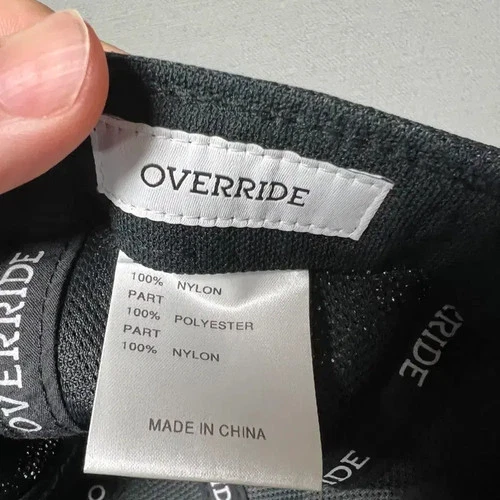 OVERRIDE
100% NYLON
PART
100% POLYESTER
PART
100% NYLON
MADE IN CHINA
OVERRIDE
RIDE
RIDE